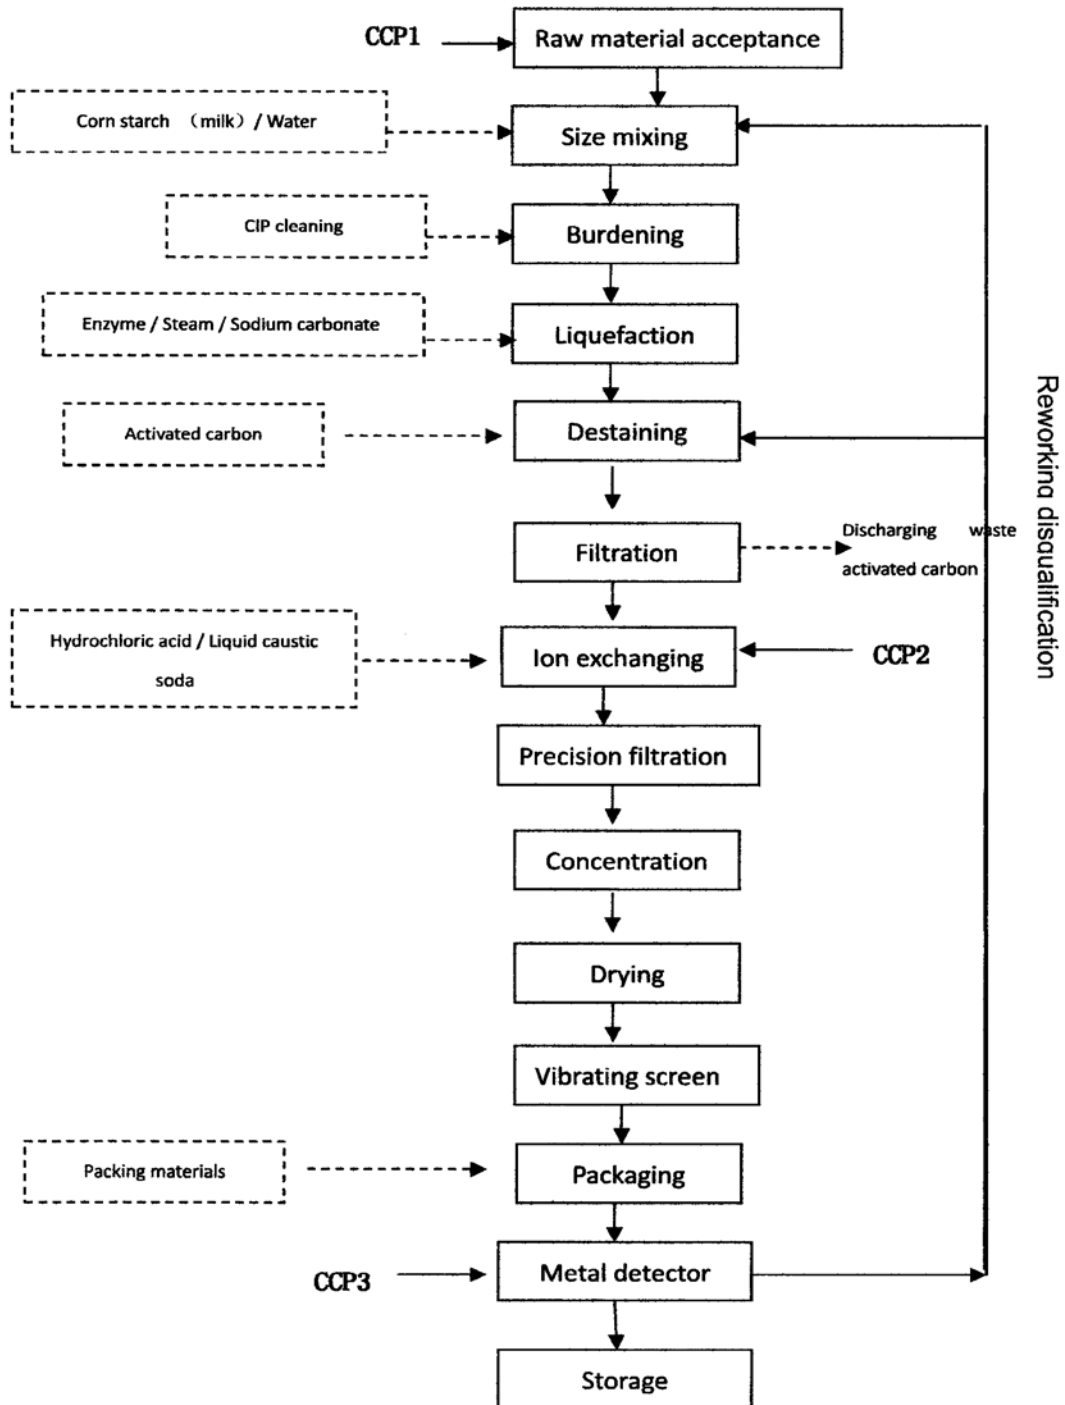 CCP1
Raw material acceptance
Corn starch （milk）/ Water
Size mixing
CIP cleaning
Burdening
Enzyme / Steam / Sodium carbonate
Liquefaction
Activated carbon
Destaining
Filtration
Discharging waste
activated carbon
Reworking disqualification
Hydrochloric acid / Liquid caustic
soda
Ion exchanging
CCP2
Precision filtration
Concentration
Drying
Vibrating screen
Packing materials
Packaging
CCP3
Metal detector
Storage